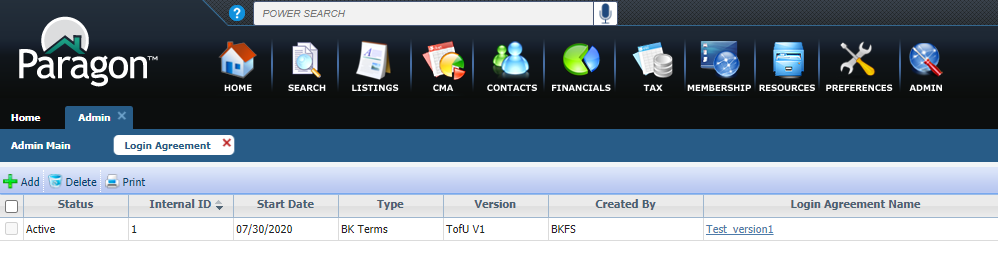 ? POWER SEARCH
Paragon™
HOME SEARCH LISTINGS CMA CONTACTS FINANCIALS TAX MEMBERSHIP RESOURCES PREFERENCES ADMIN
Home Admin
Admin Main Login Agreement
Add Delete Print
Status Internal ID Start Date Type Version Created By Login Agreement Name
Active 1 07/30/2020 BK Terms TofU V1 BKFS Test_version1